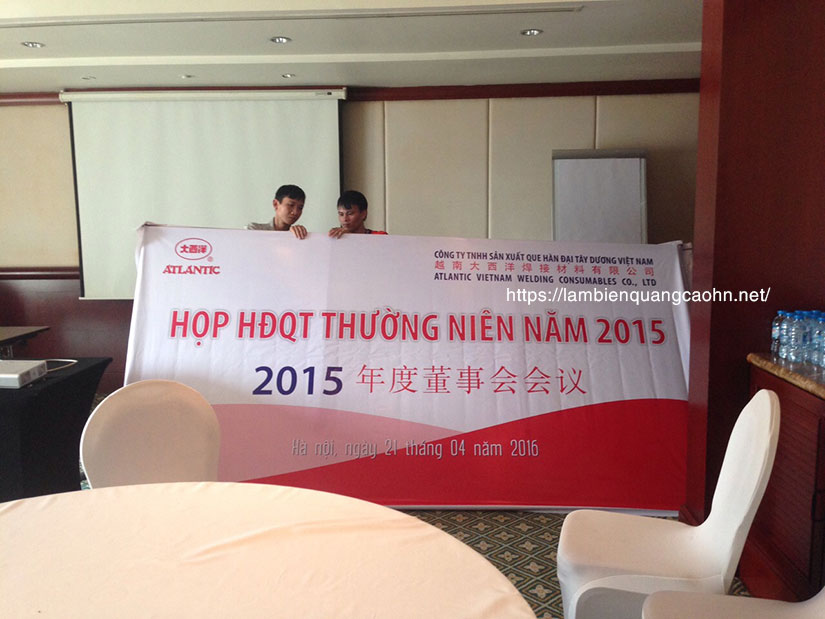 大西洋
ATLANTIC
CÔNG TY TNHH SẢN XUẤT QUE HÀN ĐẠI TÂY DƯƠNG VIỆT NAM
越南大西洋焊接材料有限公司
ATLANTIC VIETNAM WELDING CONSUMABLES CO., LTD
https://lambienquangcaohn.net/
HỌP HĐQT THƯỜNG NIÊN NĂM 2015
2015 年度董事会会议
Hà nội, ngày 21 tháng 04 năm 2016